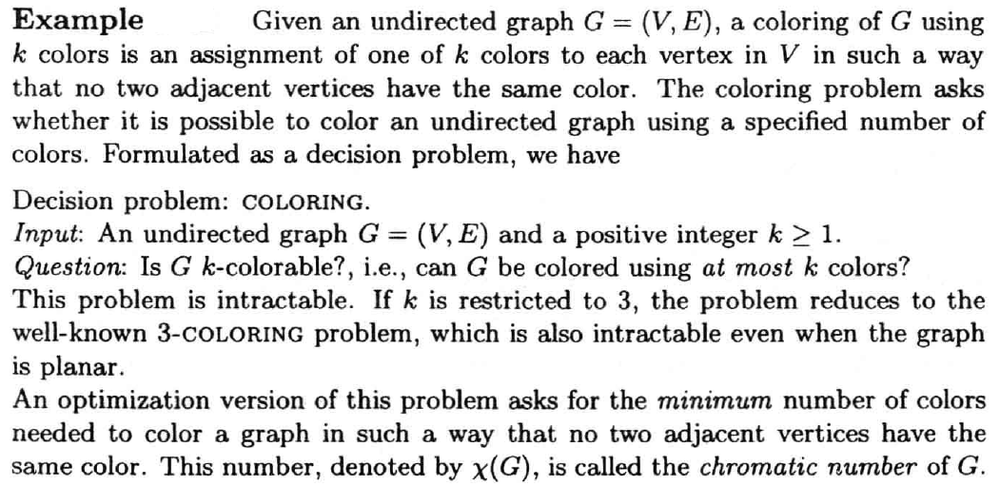 Example Given an undirected graph G = (V, E), a coloring of G using
k colors is an assignment of one of k colors to each vertex in V in such a way
that no two adjacent vertices have the same color. The coloring problem asks
whether it is possible to color an undirected graph using a specified number of
colors. Formulated as a decision problem, we have
Decision problem: COLORING.
Input: An undirected graph G = (V, E) and a positive integer k ≥ 1.
Question: Is G k-colorable?, i.e., can G be colored using at most k colors?
This problem is intractable. If k is restricted to 3, the problem reduces to the
well-known 3-COLORING problem, which is also intractable even when the graph
is planar.
An optimization version of this problem asks for the minimum number of colors
needed to color a graph in such a way that no two adjacent vertices have the
same color. This number, denoted by χ(G), is called the chromatic number of G.